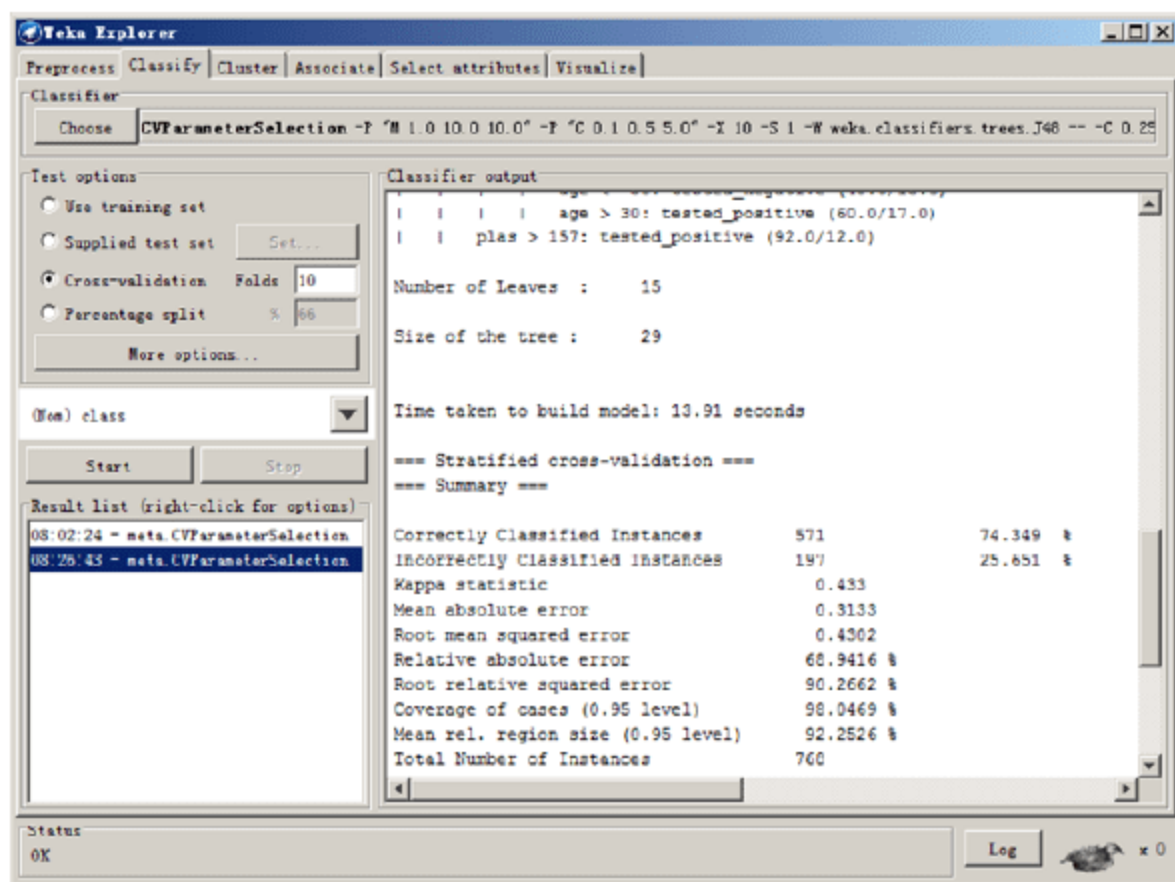 Weka Explorer
Preprocess Classify Cluster Associate Select attributes Visualize
Classifier
Choose CVParameterSelection -P "M 1.0 10.0 10.0" -P "C 0.1 0.5 5.0" -X 10 -S 1 -W weka.classifiers.trees.J48 -- -C 0.25
Test options
Use training set
Supplied test set Set...
Cross-validation Folds 10
Percentage split % 66
More options...
(Nom) class
Start Stop
Result list (right-click for options)
08:02:24 - meta.CVParameterSelection
08:26:43 - meta.CVParameterSelection
Classifier output
| | | | age > 30: tested_positive (60.0/17.0)
| | plas > 157: tested_positive (92.0/12.0)
Number of Leaves : 15
Size of the tree : 29
Time taken to build model: 13.91 seconds
=== Stratified cross-validation ===
=== Summary ===
Correctly Classified Instances 571 74.349 %
Incorrectly Classified Instances 197 25.651 %
Kappa statistic 0.433
Mean absolute error 0.3133
Root mean squared error 0.4302
Relative absolute error 68.9416 %
Root relative squared error 90.2662 %
Coverage of cases (0.95 level) 98.0469 %
Mean rel. region size (0.95 level) 92.2526 %
Total Number of Instances 768
Status
OK
Log x 0